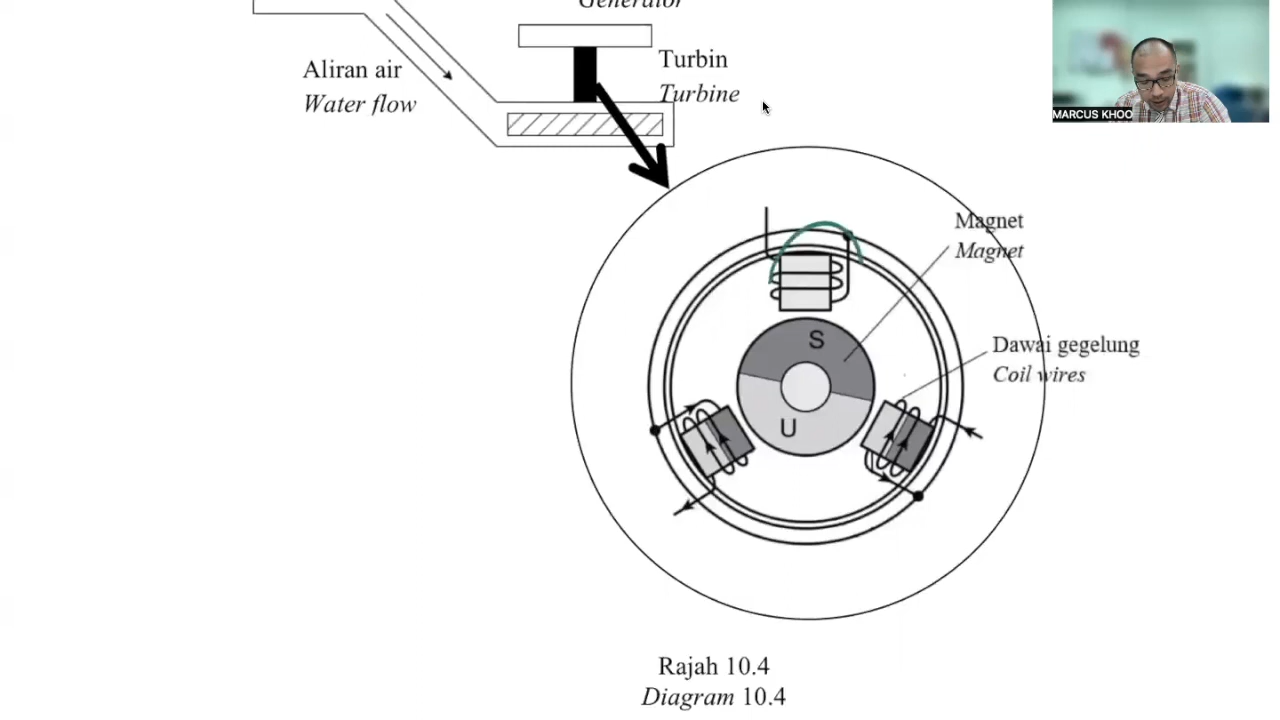 Generator
Aliran air
Water flow
Turbin
Turbine
MARCUS KHOO
Magnet
Magnet
S
Dawai gegelung
Coil wires
U
Rajah 10.4
Diagram 10.4